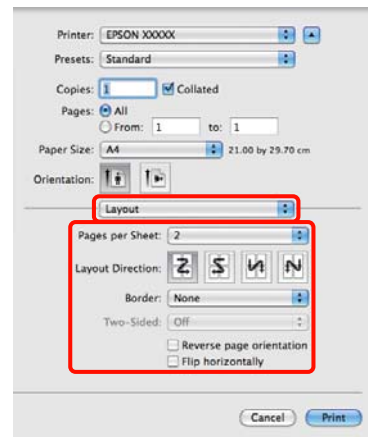 Printer: EPSON XXXXX
Presets: Standard
Copies: 1 Collated
Pages: All
From: 1 to: 1
Paper Size: A4 21.00 by 29.70 cm
Orientation:
Layout
Pages per Sheet: 2
Layout Direction:
Border: None
Two-Sided: Off
Reverse page orientation
Flip horizontally
Cancel Print